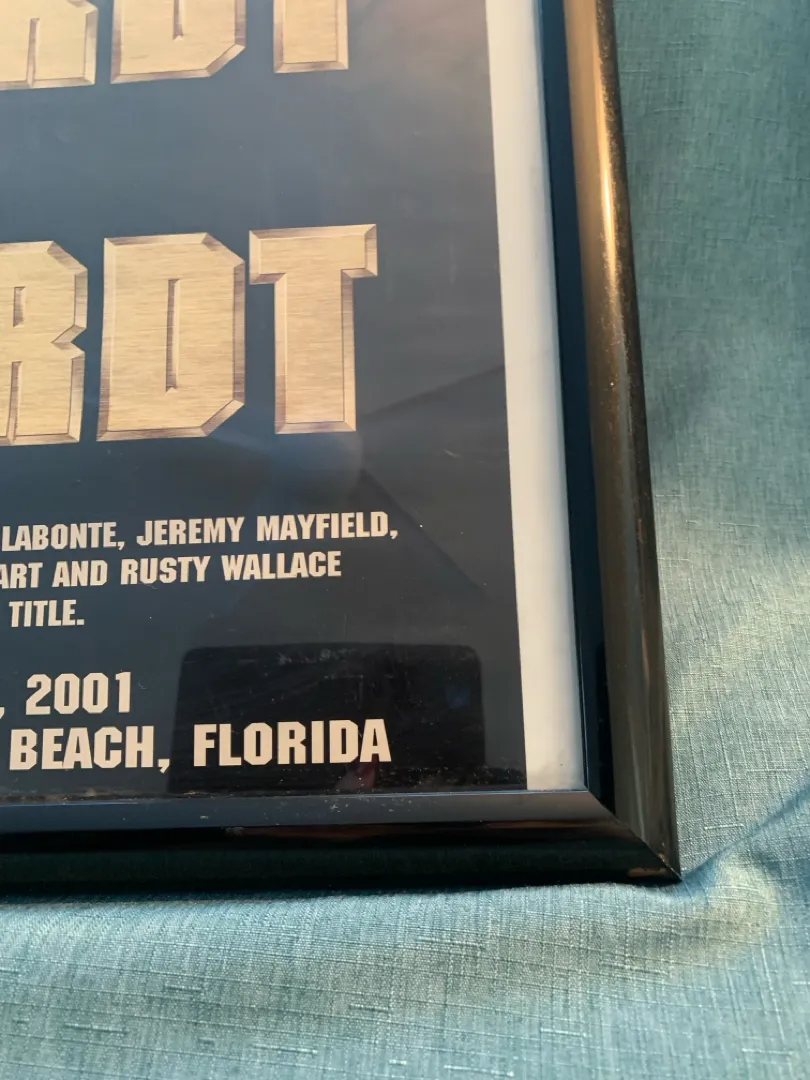 RDT
RDT
LABONTE, JEREMY MAYFIELD,
ART AND RUSTY WALLACE
TITLE.
, 2001
BEACH, FLORIDA